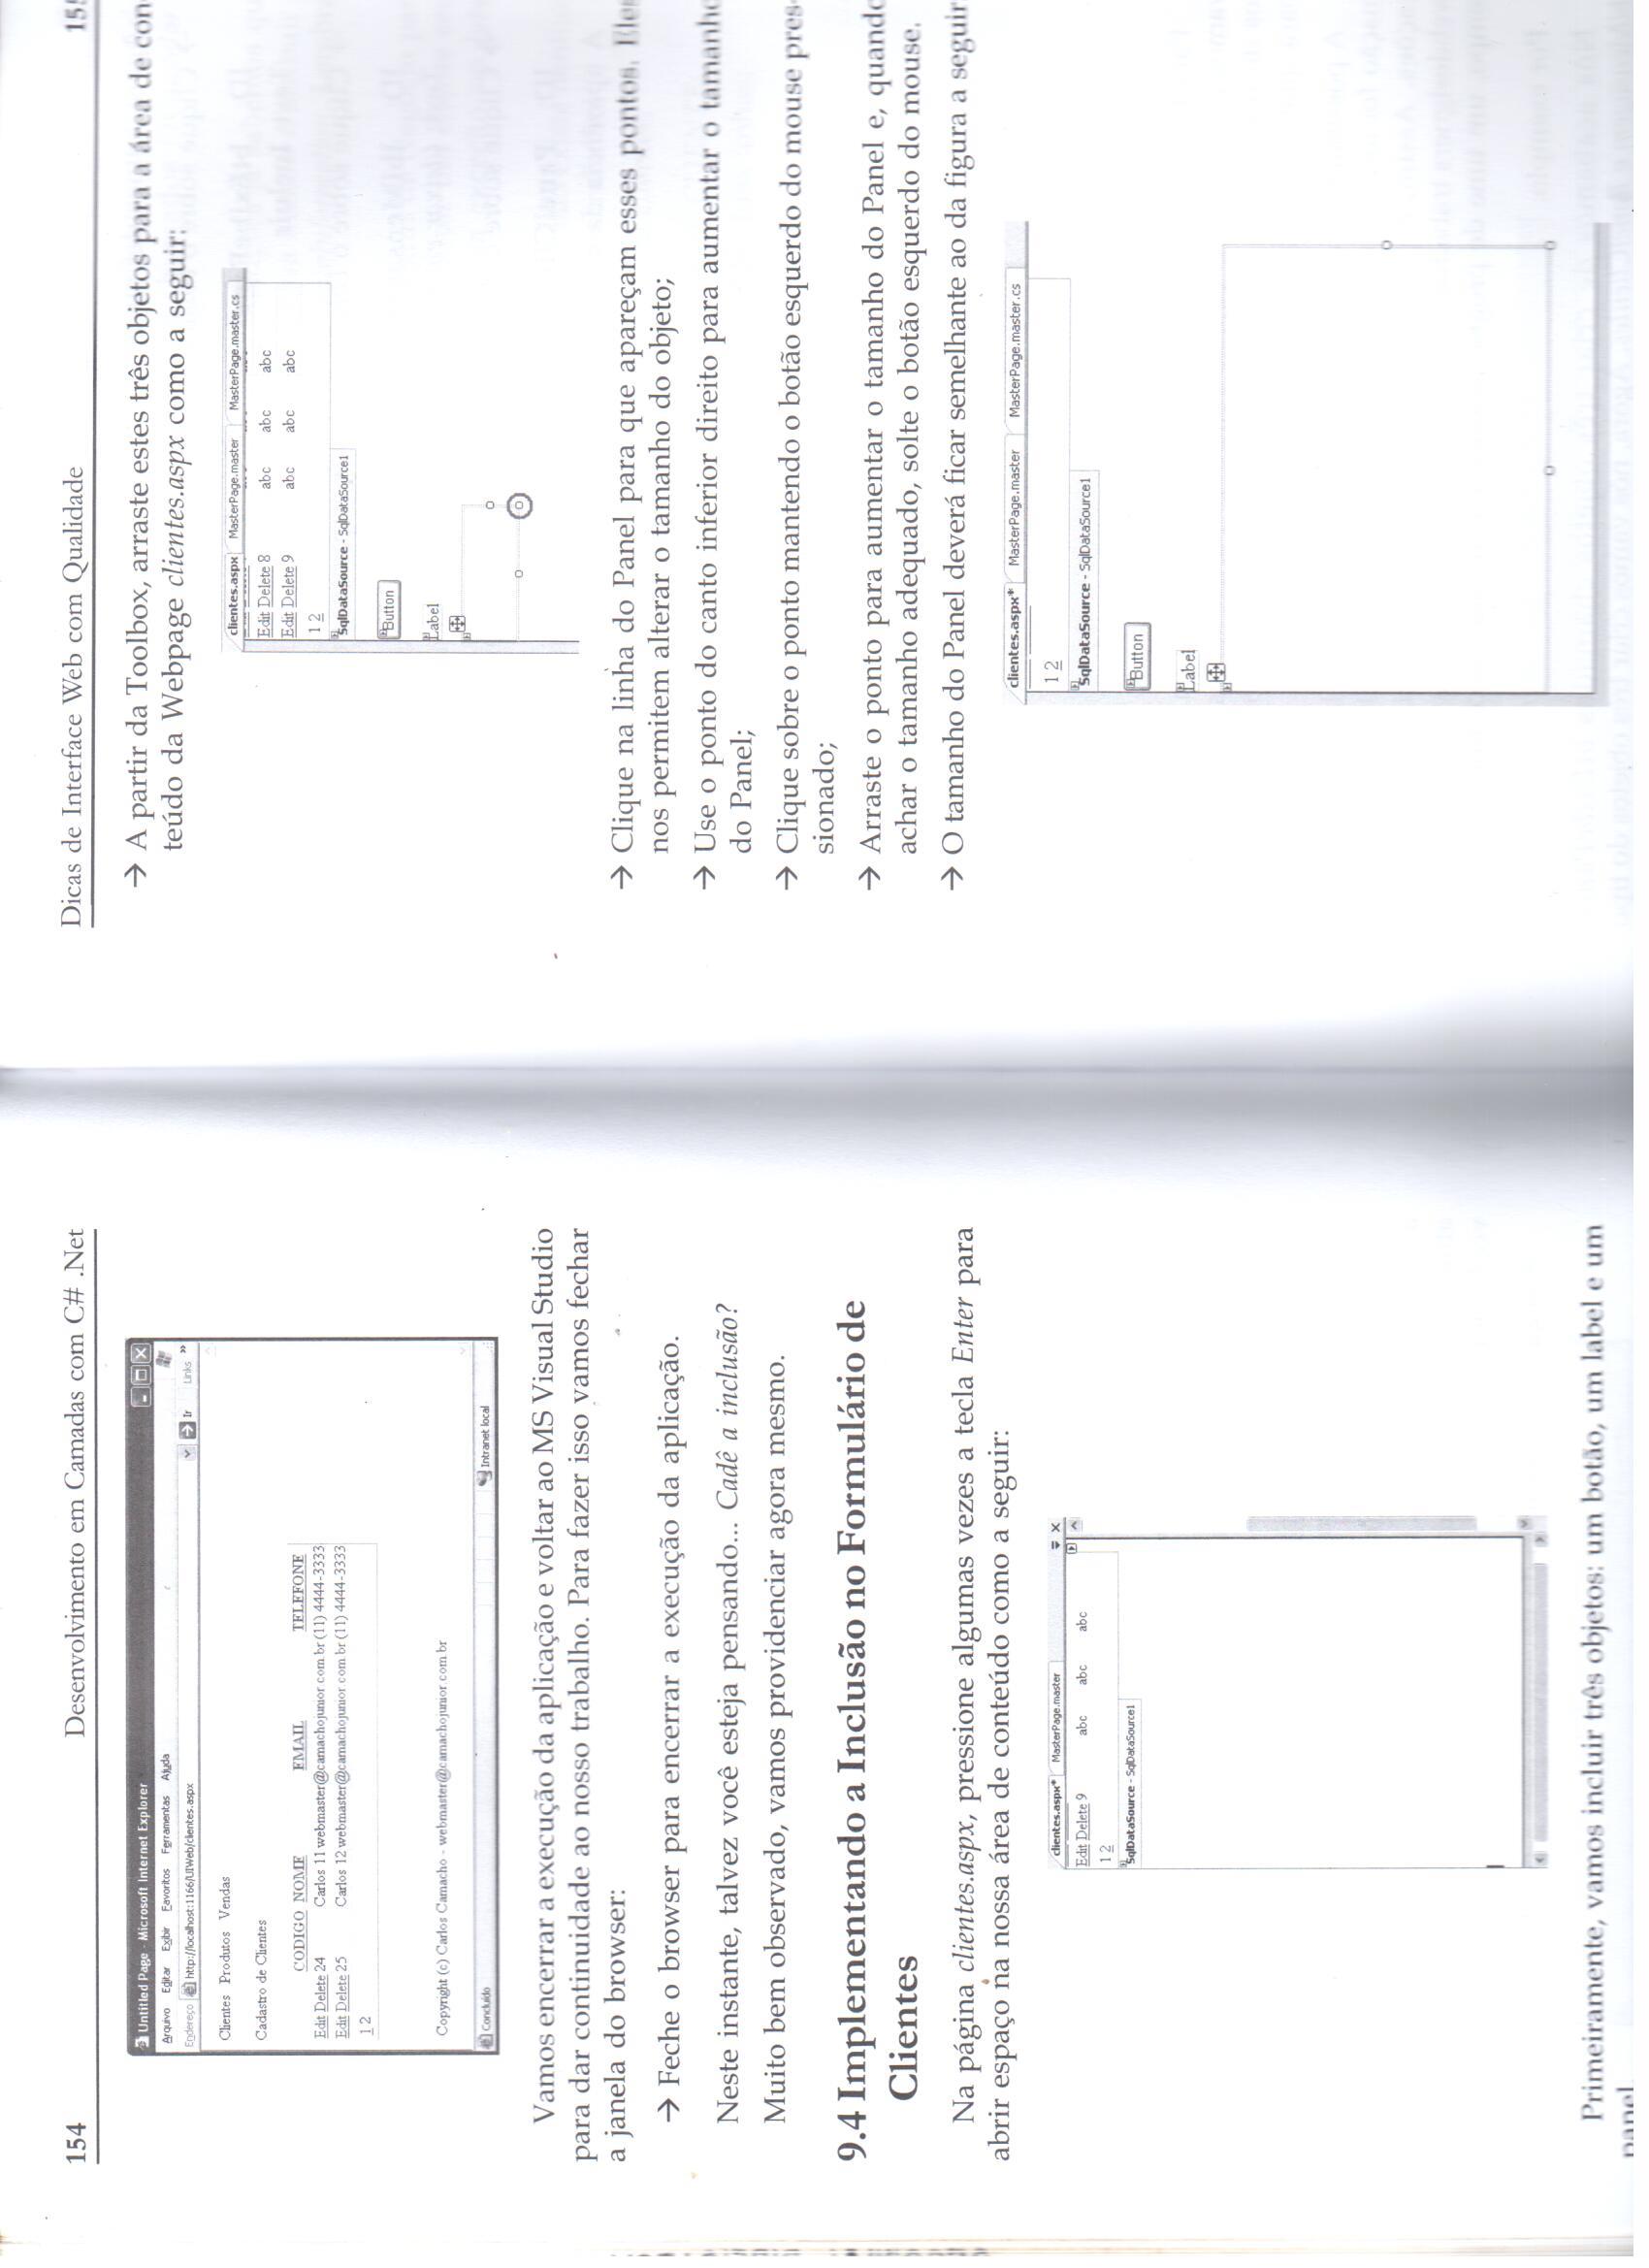 154
Desenvolvimento em Camadas com C# .Net
Untitled Page - Microsoft Internet Explorer
Arquivo Editar Exibir Favoritos Ferramentas Ajuda
Endereço http://localhost:1166/UIWeb/clientes.aspx Ir Links »
Clientes Produtos Vendas
Cadastro de Clientes
CODIGO NOME EMAIL TELEFONE
Edit Delete 24 Carlos 11 webmaster@camachojunior.com.br (11) 4444-3333
Edit Delete 25 Carlos 12 webmaster@camachojunior.com.br (11) 4444-3333
1 2
Copyright (c) Carlos Camacho - webmaster@camachojunior.com.br
Concluído Intranet local
Vamos encerrar a execução da aplicação e voltar ao MS Visual Studio
para dar continuidade ao nosso trabalho. Para fazer isso vamos fechar
a janela do browser:
→ Feche o browser para encerrar a execução da aplicação.
Neste instante, talvez você esteja pensando... Cadê a inclusão?
Muito bem observado, vamos providenciar agora mesmo.
9.4 Implementando a Inclusão no Formulário de
Clientes
Na página clientes.aspx, pressione algumas vezes a tecla Enter para
abrir espaço na nossa área de conteúdo como a seguir:
clientes.aspx* MasterPage.master
Edit Delete 9 abc abc abc
1 2
SqlDataSource - SqlDataSource1
Primeiramente, vamos incluir três objetos: um botão, um label e um
panel.
Dicas de Interface Web com Qualidade
→ A partir da Toolbox, arraste estes três objetos para a área de con
teúdo da Webpage clientes.aspx como a seguir:
clientes.aspx MasterPage.master MasterPage.master.cs
Edit Delete 8 abc abc abc
Edit Delete 9 abc abc abc
1 2
SqlDataSource - SqlDataSource1
Button
Label
→ Clique na linha do Panel para que apareçam esses pontos. Eles
nos permitem alterar o tamanho do objeto;
→ Use o ponto do canto inferior direito para aumentar o tamanho
do Panel;
→ Clique sobre o ponto mantendo o botão esquerdo do mouse pres-
sionado;
→ Arraste o ponto para aumentar o tamanho do Panel e, quando
achar o tamanho adequado, solte o botão esquerdo do mouse.
→ O tamanho do Panel deverá ficar semelhante ao da figura a seguir
clientes.aspx* MasterPage.master MasterPage.master.cs
1 2
SqlDataSource - SqlDataSource1
Button
Label